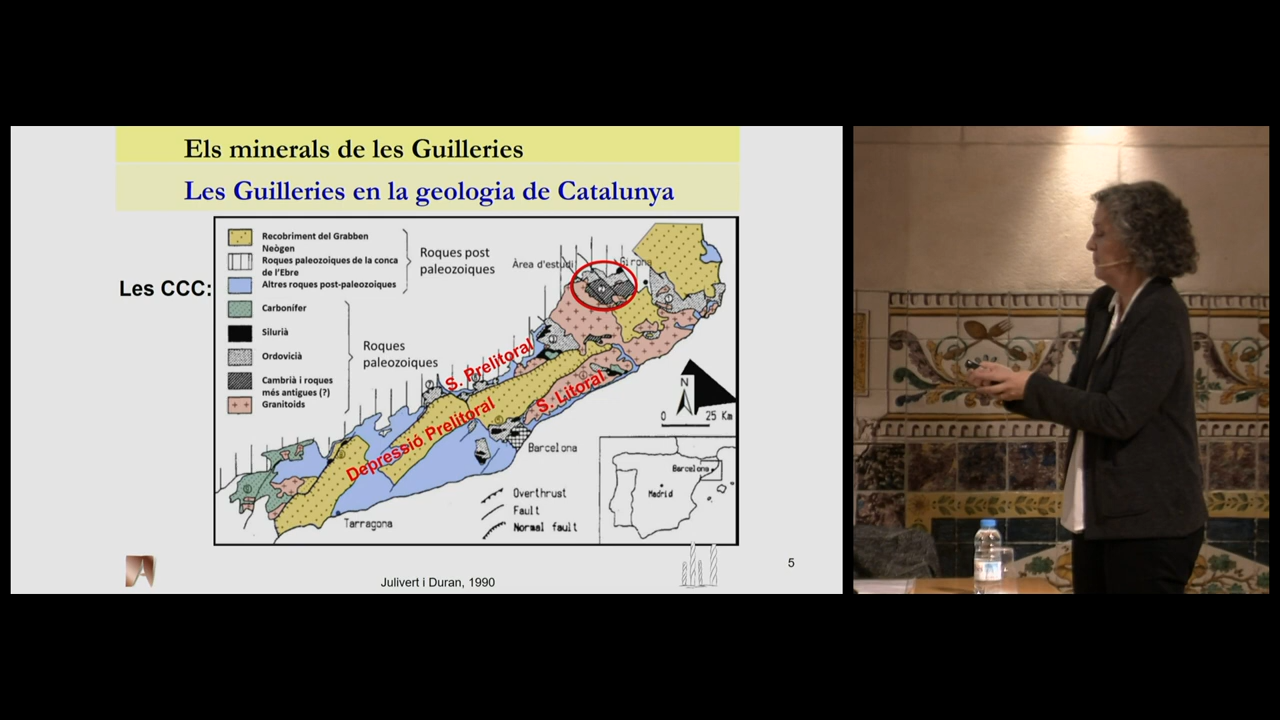 Els minerals de les Guilleries
Les Guilleries en la geologia de Catalunya
Les CCC:
Recobriment del Grabben
Neògen
Roques paleozoiques de la conca
de l'Ebre
Altres roques post-paleozoiques
Roques post
paleozoiques
Carbonífer
Silurià
Ordovicià
Cambrià i roques
més antigues (?)
Granitoids
Roques
paleozoiques
Àrea d'estudi
Girona
S. Prelitoral
Depressió Prelitoral
S. Litoral
N
0 25 Km
Barcelona
Tarragona
Overthrust
Fault
Normal fault
Barcelona
Madrid
Julivert i Duran, 1990
5